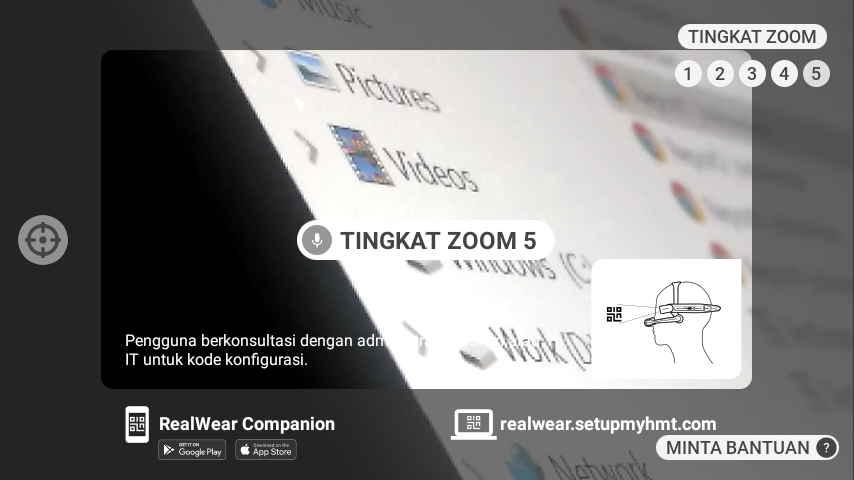 Music
TINGKAT ZOOM
1 2 3 4 5
Pictures
Videos
TINGKAT ZOOM 5
Windows (C:
Work (D:
Pengguna berkonsultasi dengan
IT untuk kode konfigurasi.
RealWear Companion
realwear.setupmyhmt.com
GET IT ON
Google Play
Download on the
App Store
MINTA BANTUAN ?
Network